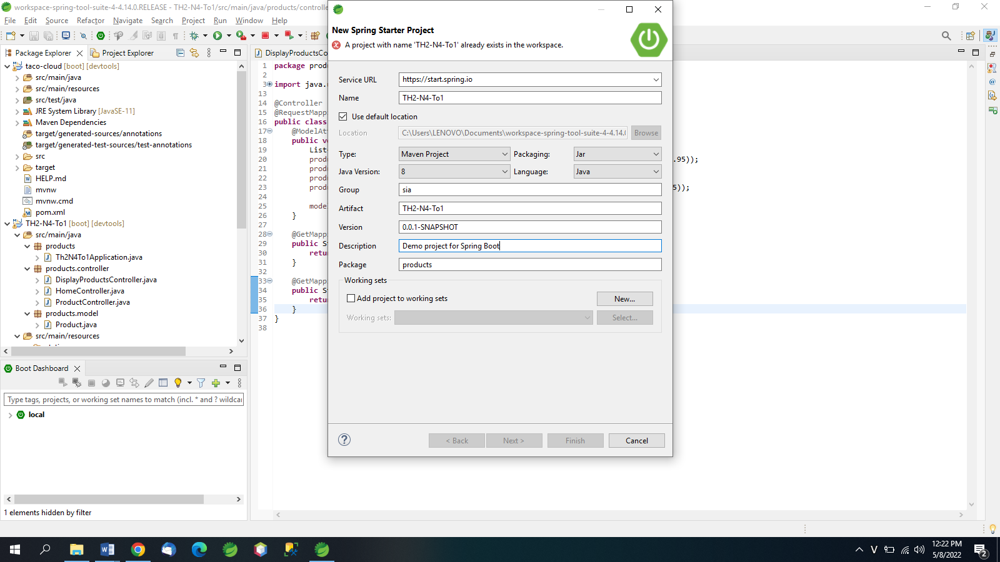 workspace-spring-tool-suite-4-4.14.0.RELEASE - TH2-N4-To1/src/main/java/products/controlle
File Edit Source Refactor Navigate Search Project Run Window Help
Package Explorer
Project Explorer
taco-cloud [boot] [devtools]
src/main/java
src/main/resources
src/test/java
JRE System Library [JavaSE-11]
Maven Dependencies
target/generated-sources/annotations
target/generated-test-sources/test-annotations
src
target
HELP.md
mvnw
mvnw.cmd
pom.xml
TH2-N4-To1 [boot] [devtools]
src/main/java
products
Th2N4To1Application.java
products.controller
DisplayProductsController.java
HomeController.java
ProductController.java
products.model
Product.java
src/main/resources
Boot Dashboard
Type tags, projects, or working set names to match (incl. * and ? wildcar
local
1 elements hidden by filter
DisplayProductsCo
1 package prod
2
3 import java.
13
14 @Controller
15 @RequestMapp
16 public class
17 @ModelAt
18 public vo
19 List
20 prod .95));
21 prod
22 prod
23 prod 5));
24
25 model
26 }
27
28 @GetMapp
29 public S
30 retu
31 }
32
33 @GetMapp
34 public S
35 retu
36 }
37 }
38
New Spring Starter Project
A project with name 'TH2-N4-To1' already exists in the workspace.
Service URL https://start.spring.io
Name TH2-N4-To1
Use default location
Location C:\Users\LENOVO\Documents\workspace-spring-tool-suite-4-4.14.0 Browse
Type: Maven Project Packaging: Jar
Java Version: 8 Language: Java
Group sia
Artifact TH2-N4-To1
Version 0.0.1-SNAPSHOT
Description Demo project for Spring Boot
Package products
Working sets
Add project to working sets New...
Working sets: Select...
? < Back Next > Finish Cancel
V
12:22 PM
5/8/2022
2